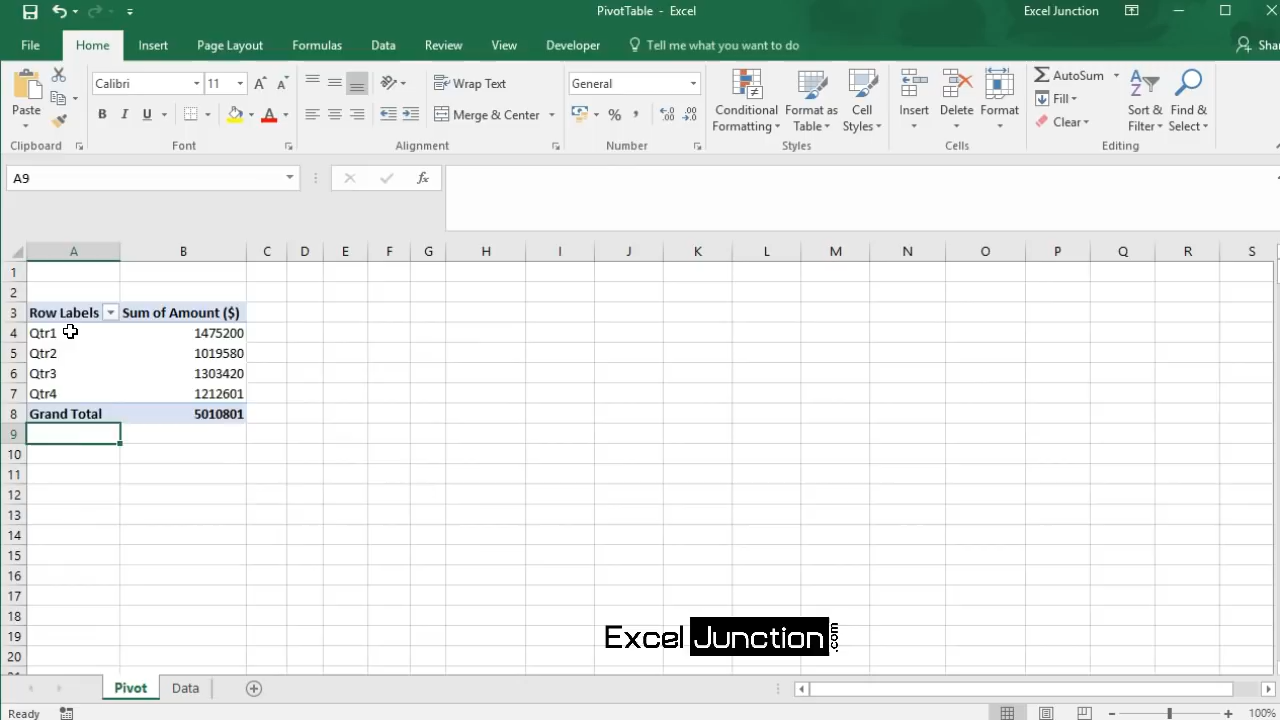 PivotTable - Excel
Excel Junction
File Home Insert Page Layout Formulas Data Review View Developer Tell me what you want to do
Paste
Calibri 11
B I U
Wrap Text
Merge & Center
General
%
Conditional Formatting
Format as Table
Cell Styles
Insert Delete Format
AutoSum
Fill
Clear
Sort & Filter
Find & Select
Clipboard Font Alignment Number Styles Cells Editing
A9
fx
A B C D E F G H I J K L M N O P Q R S
1
2
3 Row Labels Sum of Amount ($)
4 Qtr1 1475200
5 Qtr2 1019580
6 Qtr3 1303420
7 Qtr4 1212601
8 Grand Total 5010801
9
10
11
12
13
14
15
16
17
18
19
20
Excel Junction.com
Pivot Data
Ready
100%